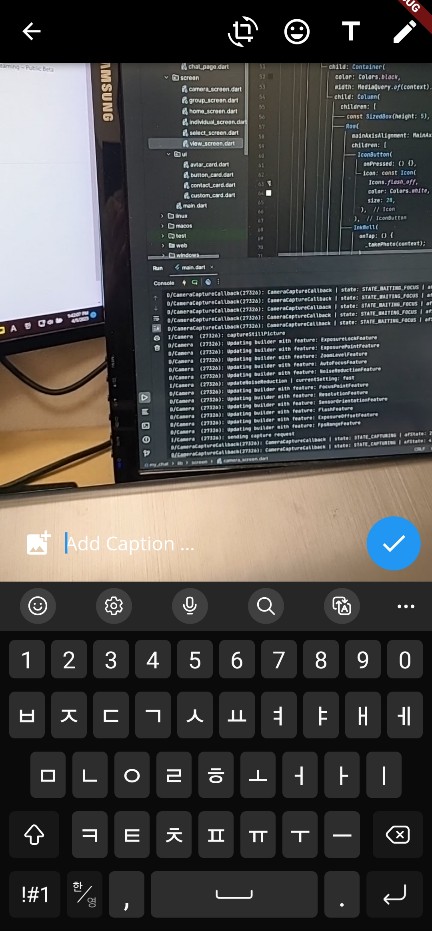 T
SAMSUNG
chat_page.dart
screen
camera_screen.dart
group_screen.dart
home_screen.dart
individual_screen.dart
select_screen.dart
view_screen.dart
ui
avtar_card.dart
button_card.dart
contact_card.dart
custom_card.dart
main.dart
linux
macos
test
web
windows
child: Container(
color: Colors.black,
width: MediaQuery.of(context).
child: Column(
children: [
const SizedBox(height: 5),
Row(
mainAxisAlignment: MainAx
children: [
IconButton(
onPressed: () {},
icon: const Icon(
Icons.flash_off,
color: Colors.white,
size: 28,
), // Icon
), // IconButton
InkWell(
onTap: () {
_takePhoto(context);
Run
main.dart
Console
D/CameraCaptureCallback(27326): CameraCaptureCallback | state: STATE_WAITING_FOCUS |
D/CameraCaptureCallback(27326): CameraCaptureCallback | state: STATE_WAITING_FOCUS |
D/CameraCaptureCallback(27326): CameraCaptureCallback | state: STATE_WAITING_FOCUS |
D/CameraCaptureCallback(27326): CameraCaptureCallback | state: STATE_WAITING_FOCUS |
I/Camera (27326): captureStillPicture
D/Camera (27326): Updating builder with feature: ExposureLockFeature
D/Camera (27326): Updating builder with feature: ExposurePointFeature
D/Camera (27326): Updating builder with feature: ZoomLevelFeature
D/Camera (27326): Updating builder with feature: AutoFocusFeature
D/Camera (27326): Updating builder with feature: NoiseReductionFeature
I/Camera (27326): updateNoiseReduction | currentSetting: fast
D/Camera (27326): Updating builder with feature: FocusPointFeature
D/Camera (27326): Updating builder with feature: ResolutionFeature
D/Camera (27326): Updating builder with feature: SensorOrientationFeature
D/Camera (27326): Updating builder with feature: FlashFeature
D/Camera (27326): Updating builder with feature: ExposureOffsetFeature
D/Camera (27326): Updating builder with feature: FpsRangeFeature
I/Camera (27326): sending capture request
D/CameraCaptureCallback(27326): CameraCaptureCallback | state: STATE_CAPTURING | afState:
D/CameraCaptureCallback(27326): CameraCaptureCallback | state: STATE_CAPTURING |
my_chat lib screen camera_screen.dart
Add Caption ...
1 2 3 4 5 6 7 8 9 0
ㅂ ㅈ ㄷ ㄱ ㅅ ㅛ ㅕ ㅑ ㅐ ㅔ
ㅁ ㄴ ㅇ ㄹ ㅎ ㅗ ㅓ ㅏ ㅣ
ㅋ ㅌ ㅊ ㅍ ㅠ ㅜ ㅡ
!#1 한/영 , .